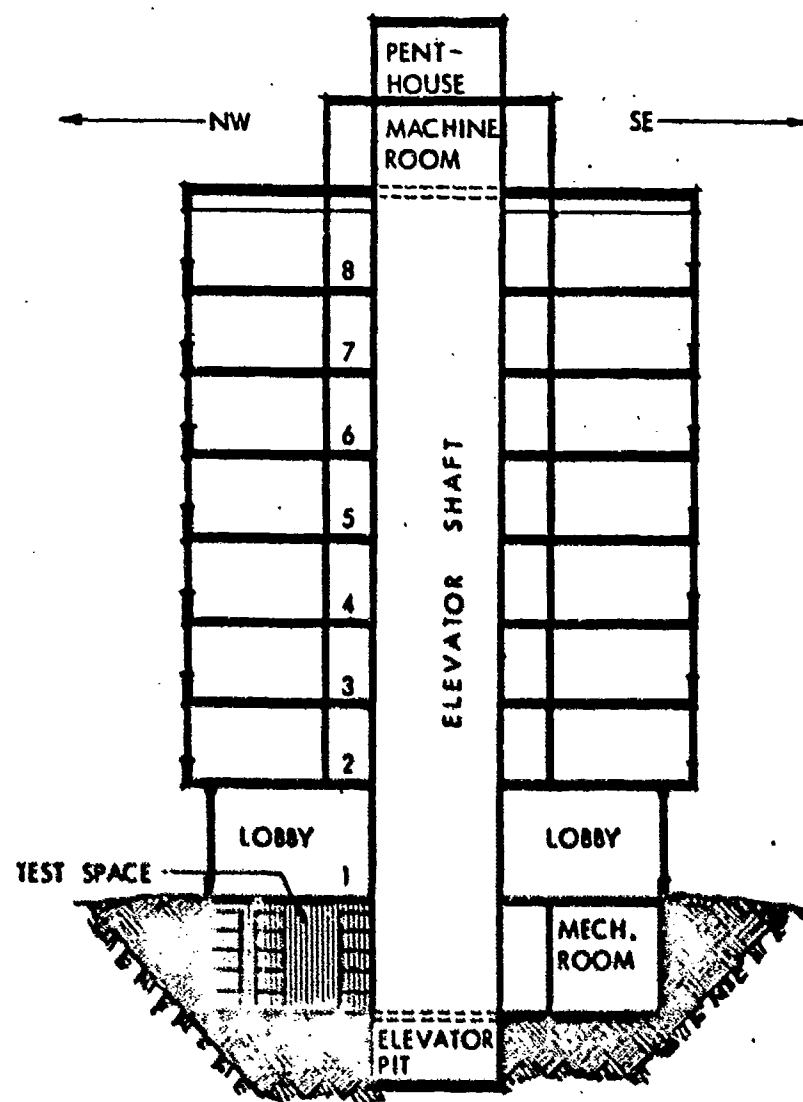 PENT-
HOUSE
NW
MACHINE
ROOM
SE
8
7
6
5
4
3
2
ELEVATOR SHAFT
LOBBY
LOBBY
TEST SPACE
1
MECH.
ROOM
ELEVATOR
PIT